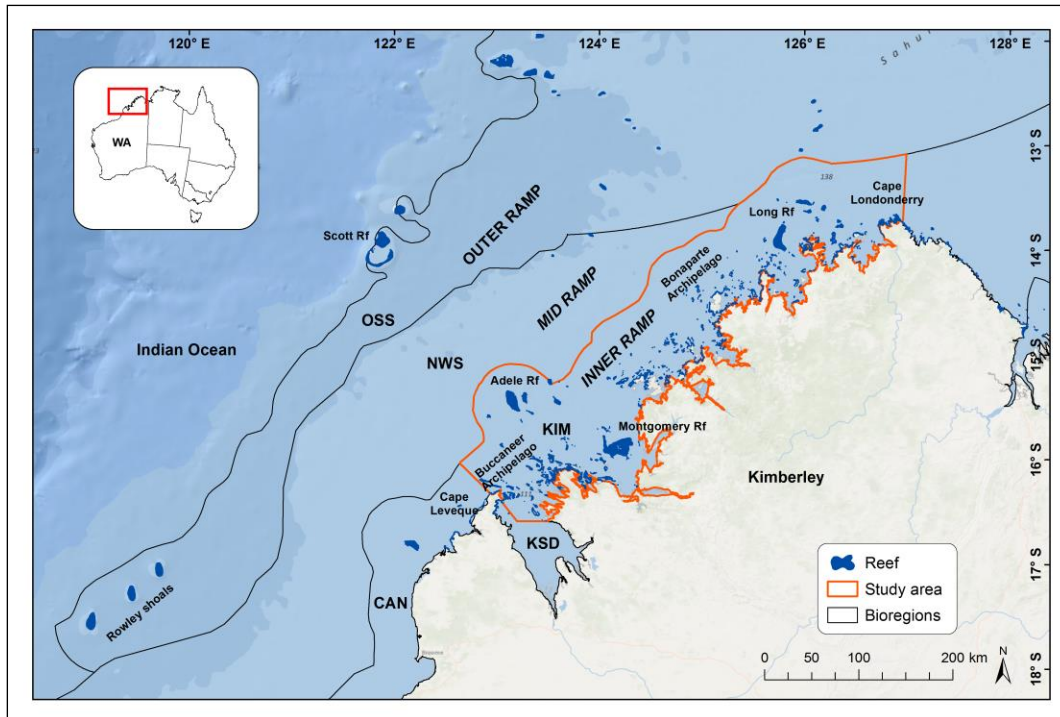 120° E
122° E
124° E
126° E
128° E
Sahul
WA
13° S
138
Cape
Londonderry
Long Rf
Scott Rf
OUTER RAMP
14° S
Bonaparte
Archipelago
MID RAMP
OSS
INNER RAMP
Indian Ocean
NWS
15° S
Adele Rf
KIM
Montgomery Rf
Buccaneer
Archipelago
16° S
Kimberley
Cape
Leveque
KSD
17° S
CAN
Rowley shoals
Reef
Study area
Bioregions
0 50 100 200 km
N
18° S